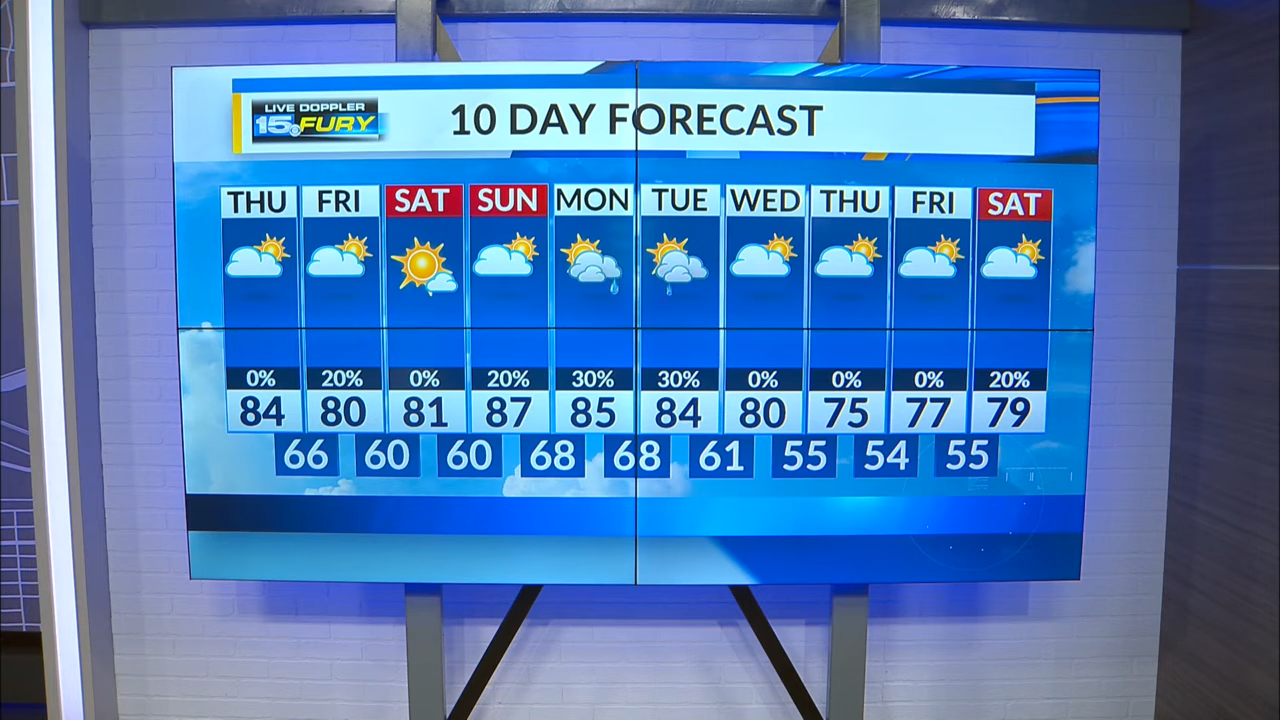 LIVE DOPPLER
15 FURY
10 DAY FORECAST
THU FRI SAT SUN MON TUE WED THU FRI SAT
0% 20% 0% 20% 30% 30% 0% 0% 0% 20%
84 80 81 87 85 84 80 75 77 79
66 60 60 68 68 61 55 54 55